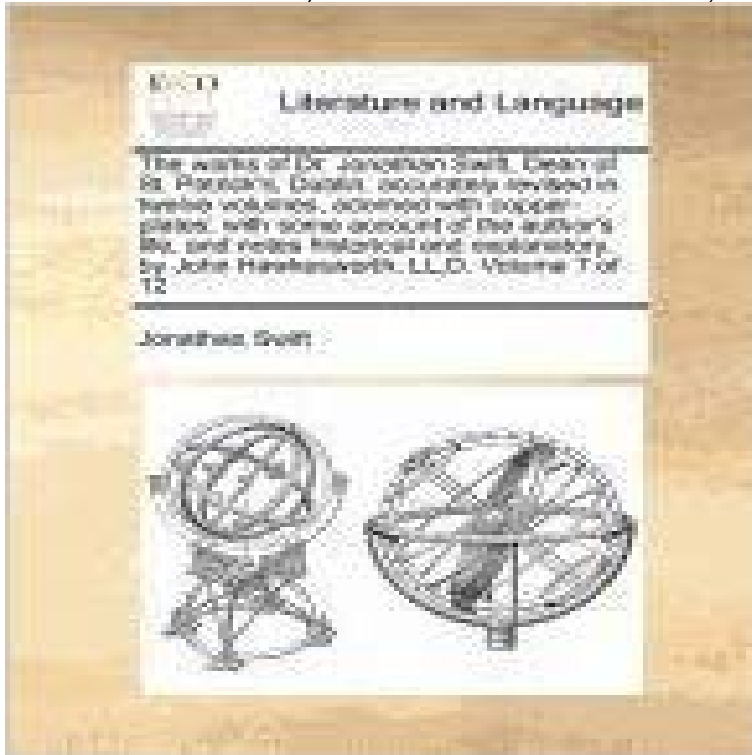 ECCO
Literature and Language
The works of Dr. Jonathan Swift, Dean of
St. Patrick's, Dublin, accurately revised in
twelve volumes, adorned with copper-
plates; with some account of the author's
life, and notes historical and explanatory,
by John Hawkesworth, LL.D. Volume 7 of
12
Jonathan Swift